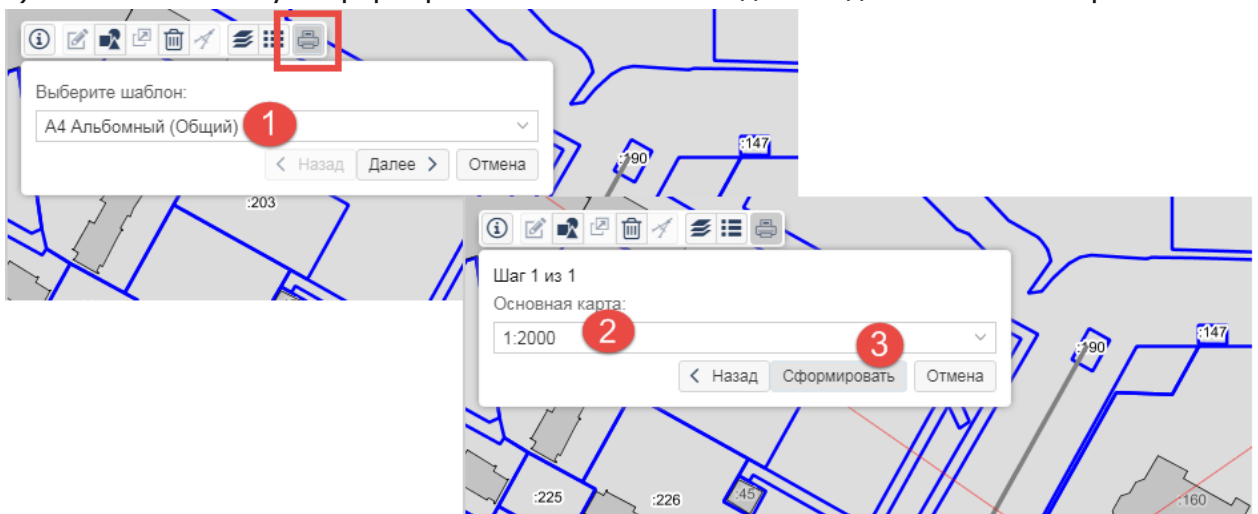 Выберите шаблон:
А4 Альбомный (Общий)
1
Назад Далее Отмена
:190
:147
:203
Шаг 1 из 1
Основная карта:
1:2000
2
3
Назад Сформировать Отмена
:190
:147
:225
:226
:45
:160